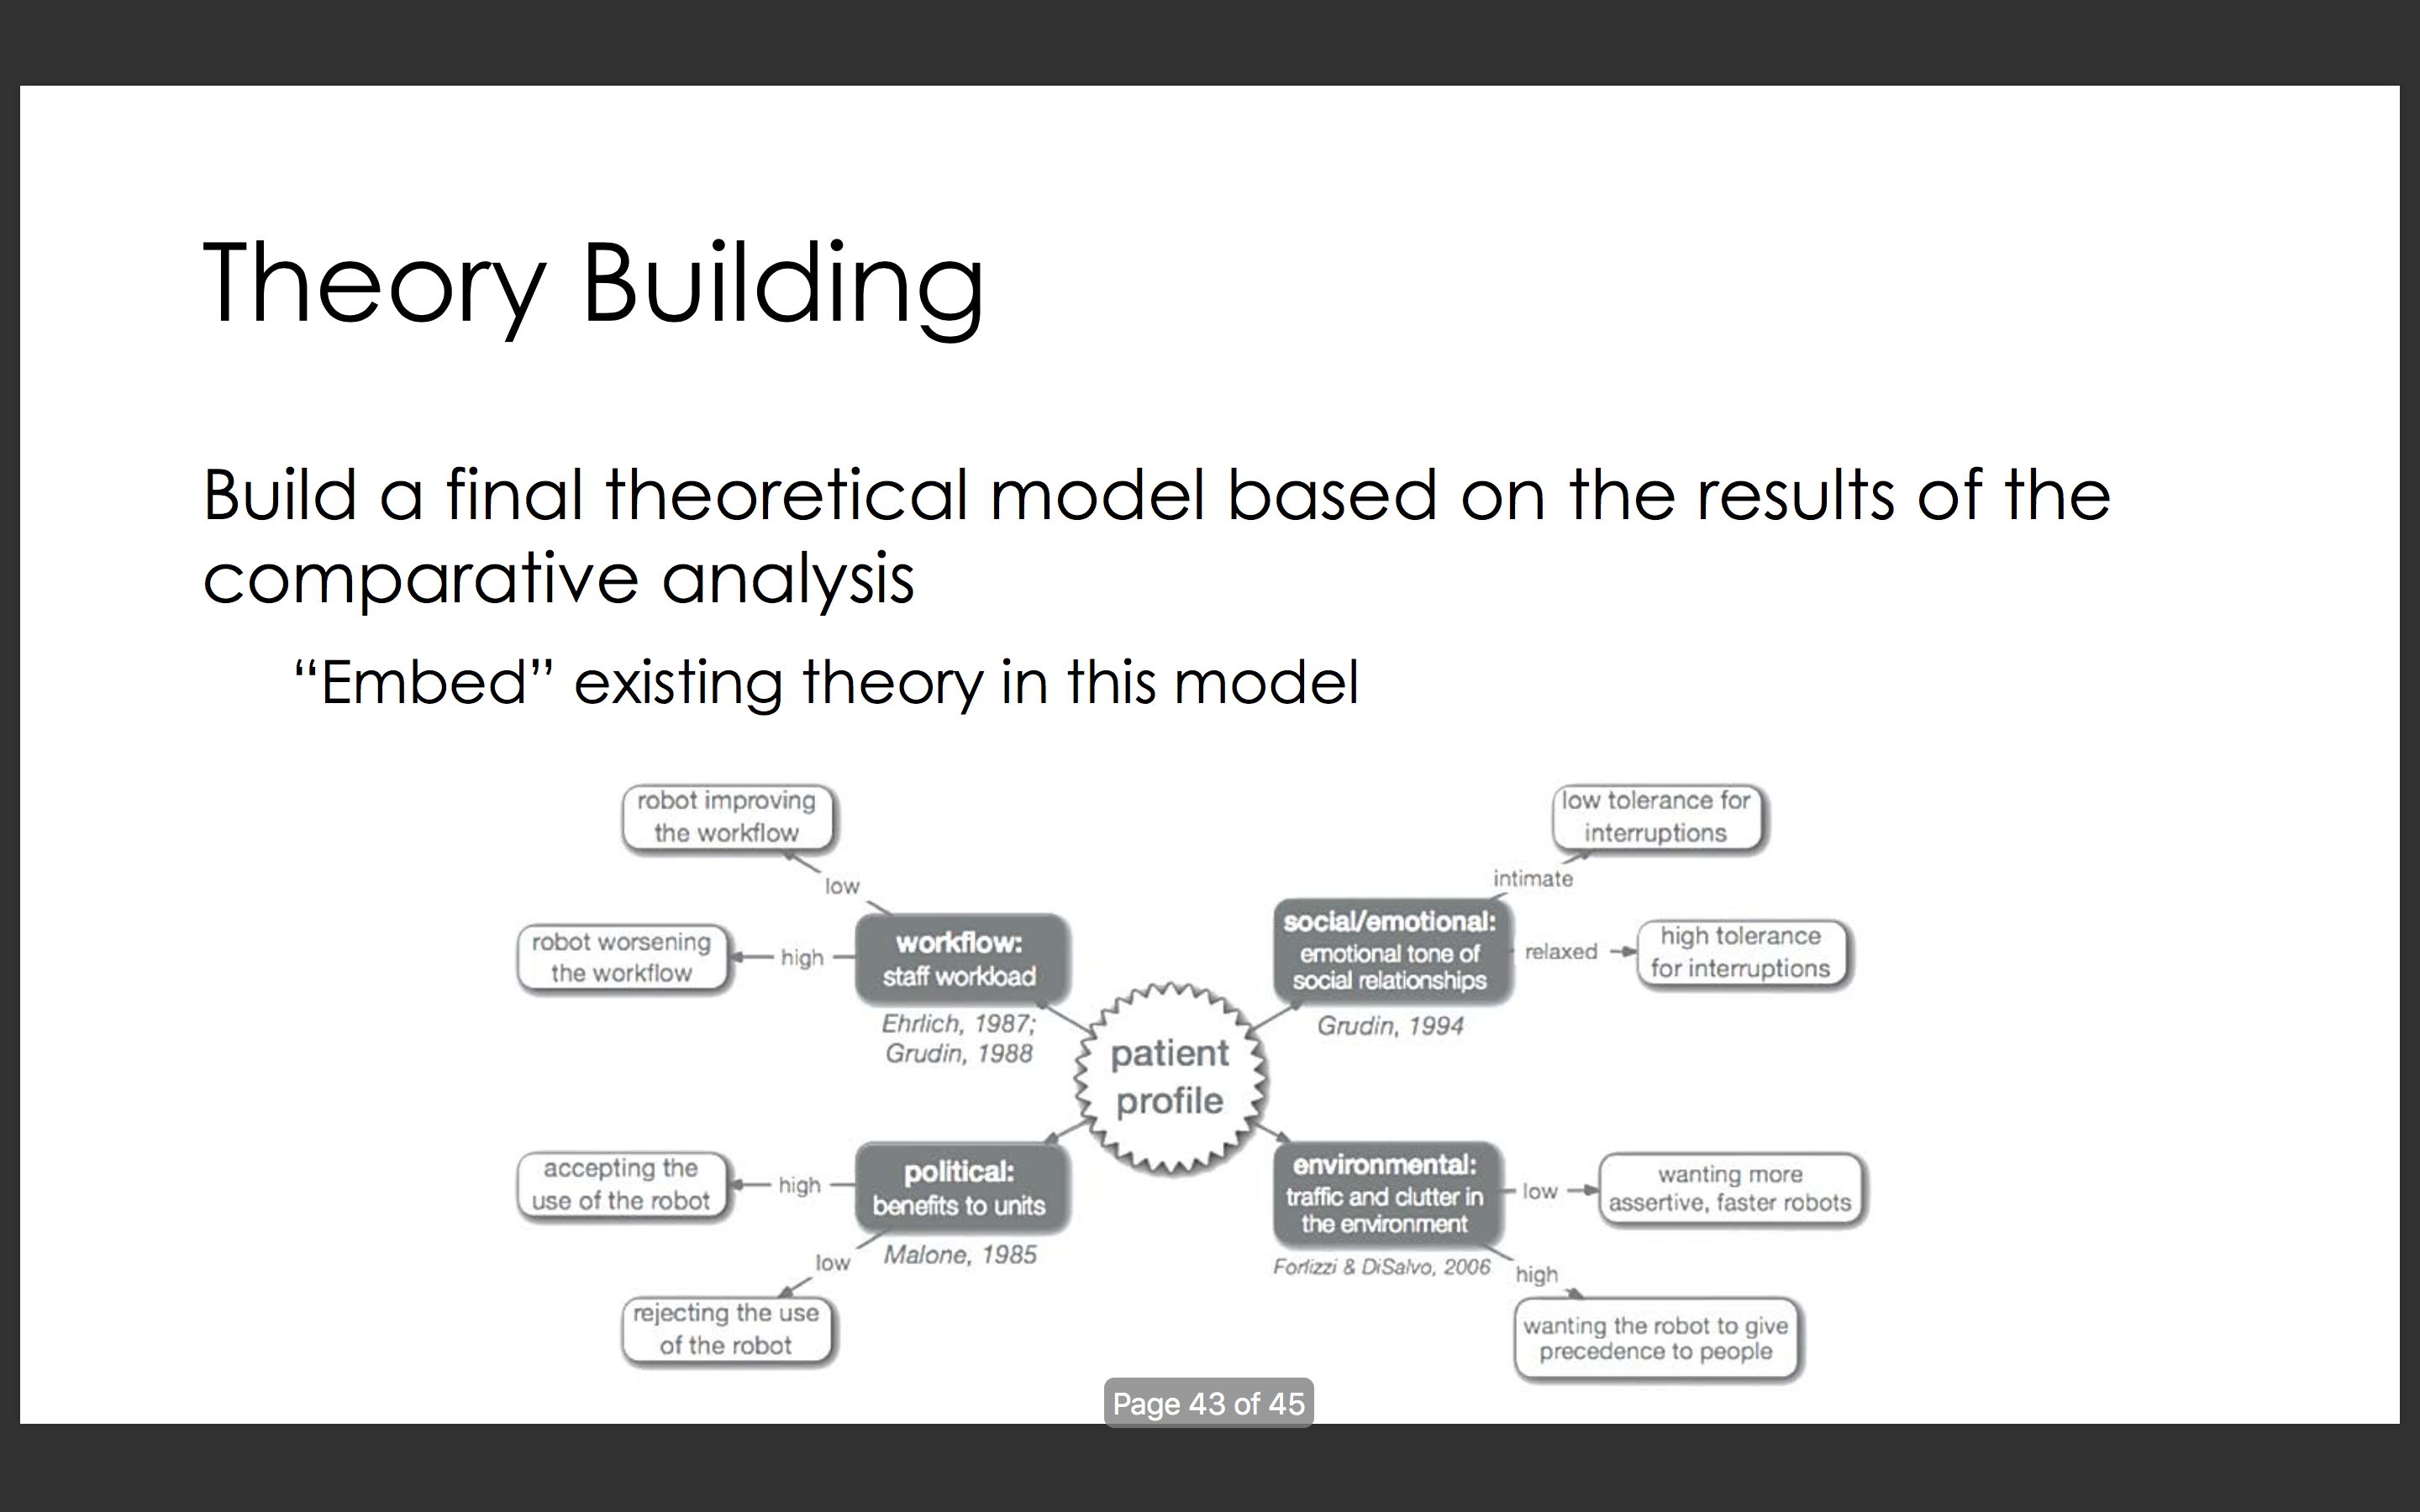 Theory Building
Build a final theoretical model based on the results of the
comparative analysis
“Embed” existing theory in this model
robot improving
the workflow
low
robot worsening
the workflow
high
workflow:
staff workload
Ehrlich, 1987;
Grudin, 1988
low tolerance for
interruptions
intimate
social/emotional:
emotional tone of
social relationships
relaxed
high tolerance
for interruptions
Grudin, 1994
patient
profile
accepting the
use of the robot
high
political:
benefits to units
low
Malone, 1985
rejecting the use
of the robot
environmental:
traffic and clutter in
the environment
low
wanting more
assertive, faster robots
Forlizzi & DiSalvo, 2006
high
wanting the robot to give
precedence to people
Page 43 of 45